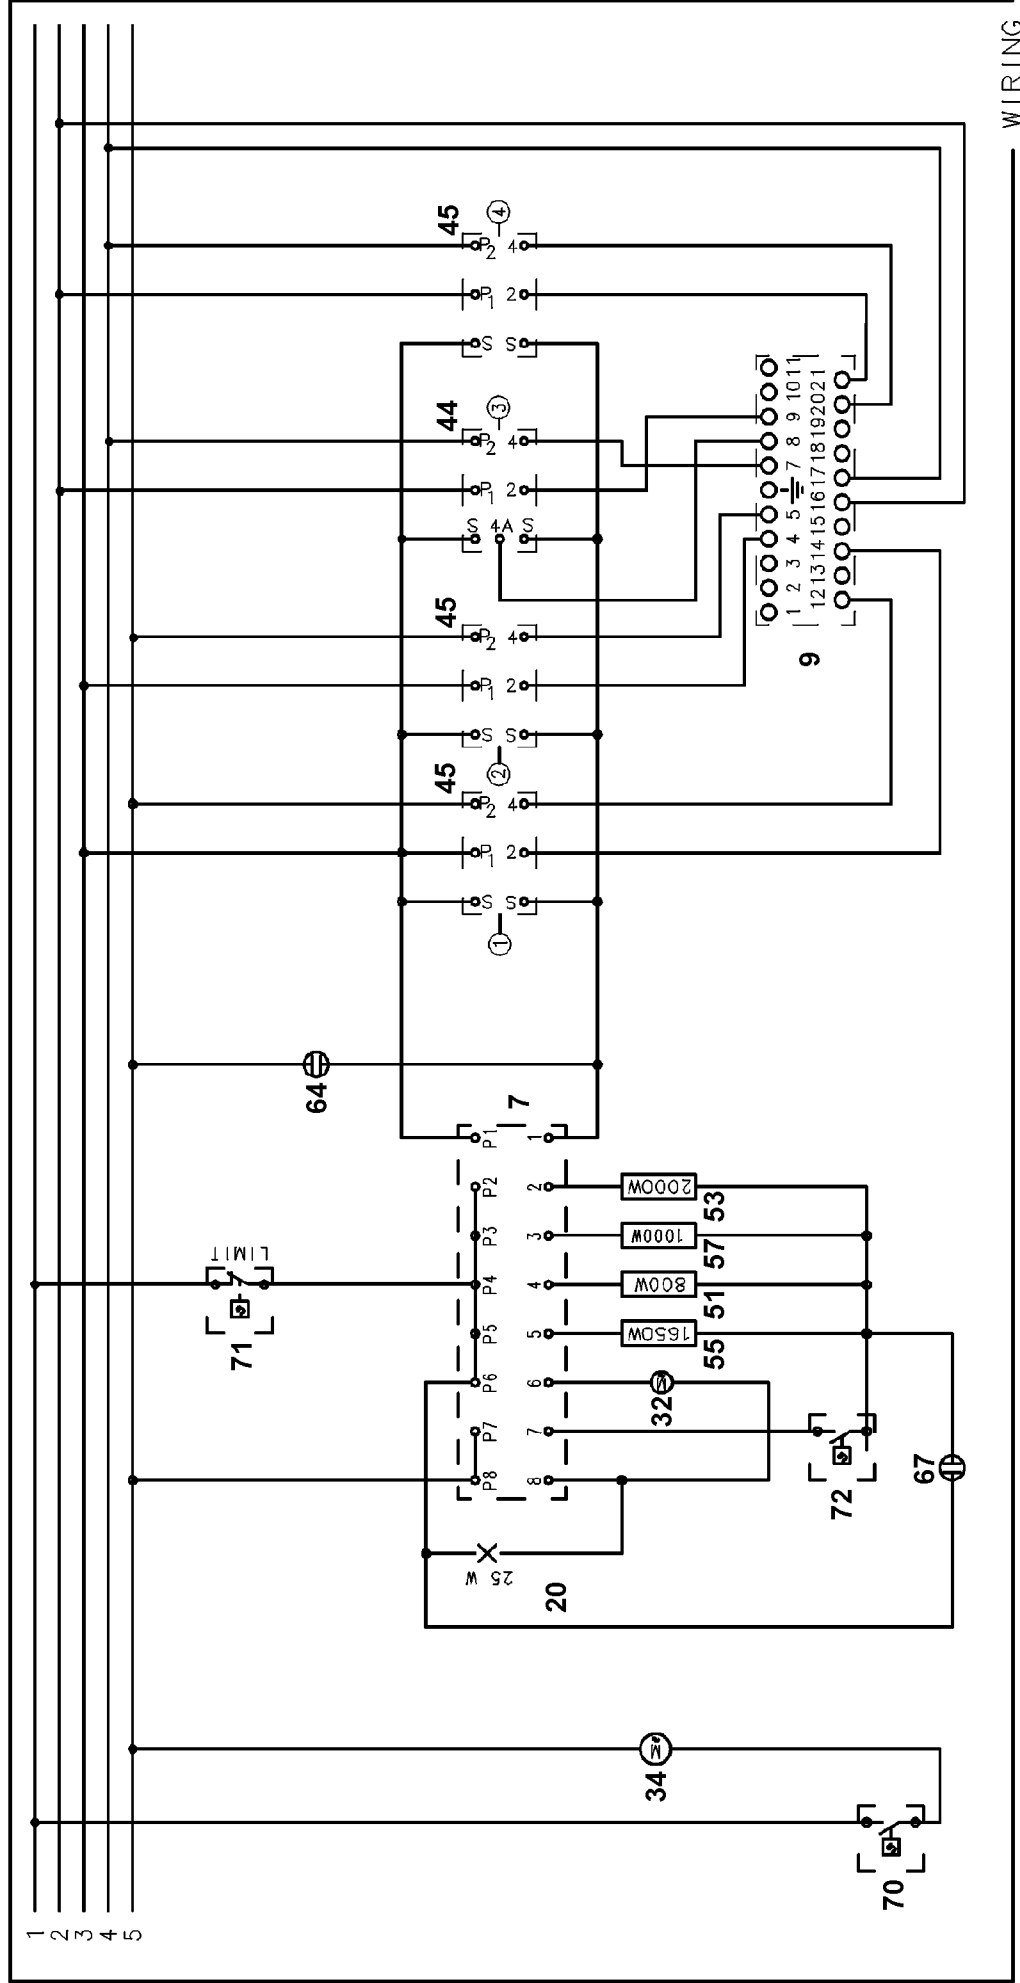 1
2
3
4
5
71
LIMIT
64
45
45
44
45
25 W
20
P8 P7 P6 P5 P4 P3 P2 P1
8 7 6 5 4 3 2 1
7
1
S P1 P2
S 2 4
2
S P1 P2
S 2 4
S P1 P2
4A
S 2 4
3
S P1 P2
S 2 4
4
34
M
32
M
1650W
55
800W
51
1000W
57
2000W
53
1 2 3 4 5 7 8 9 10 11
12 13 14 15 16 17 18 19 20 21
9
72
70
67
WIRING